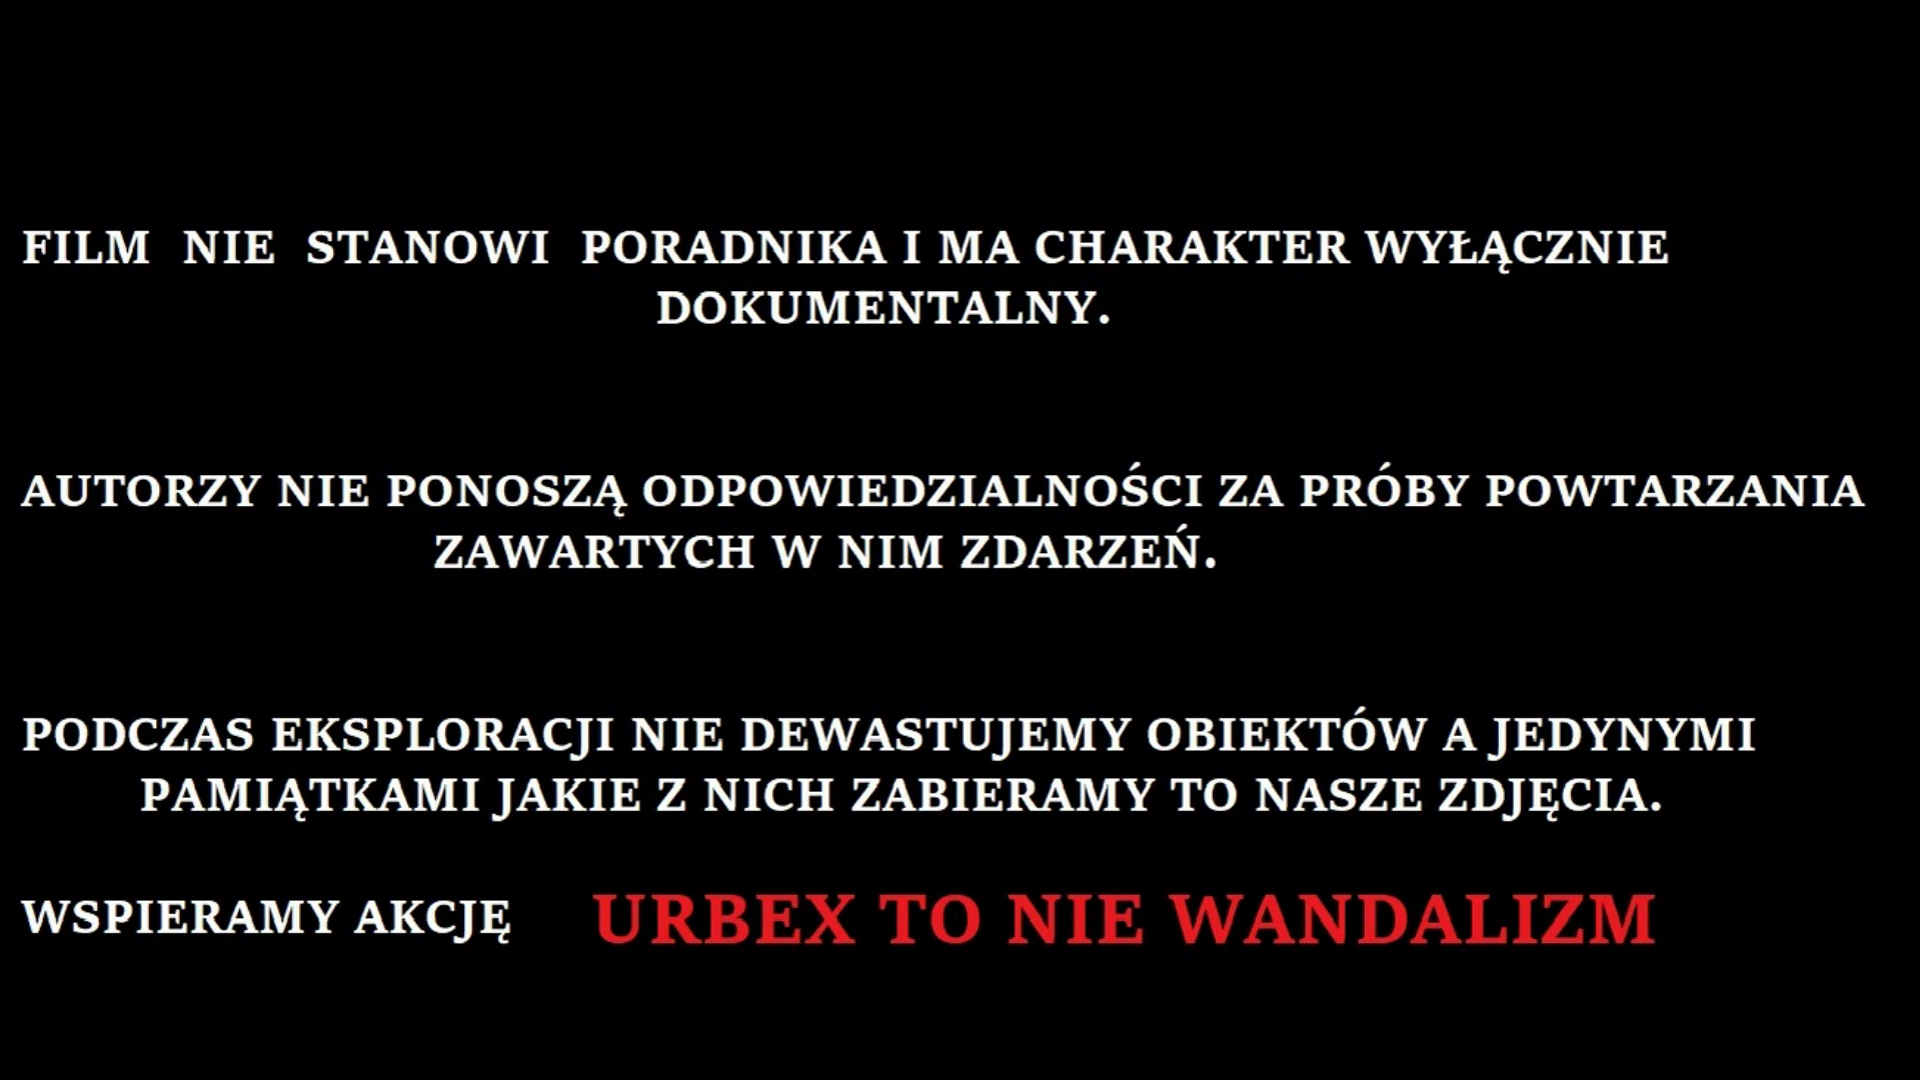 FILM NIE STANOWI PORADNIKA I MA CHARAKTER WYŁĄCZNIE
DOKUMENTALNY.
AUTORZY NIE PONOSZĄ ODPOWIEDZIALNOŚCI ZA PRÓBY POWTARZANIA
ZAWARTYCH W NIM ZDARZEŃ.
PODCZAS EKSPLORACJI NIE DEWASTUJEMY OBIEKTÓW A JEDYNYMI
PAMIĄTKAMI JAKIE Z NICH ZABIERAMY TO NASZE ZDJĘCIA.
WSPIERAMY AKCJĘ URBEX TO NIE WANDALIZM